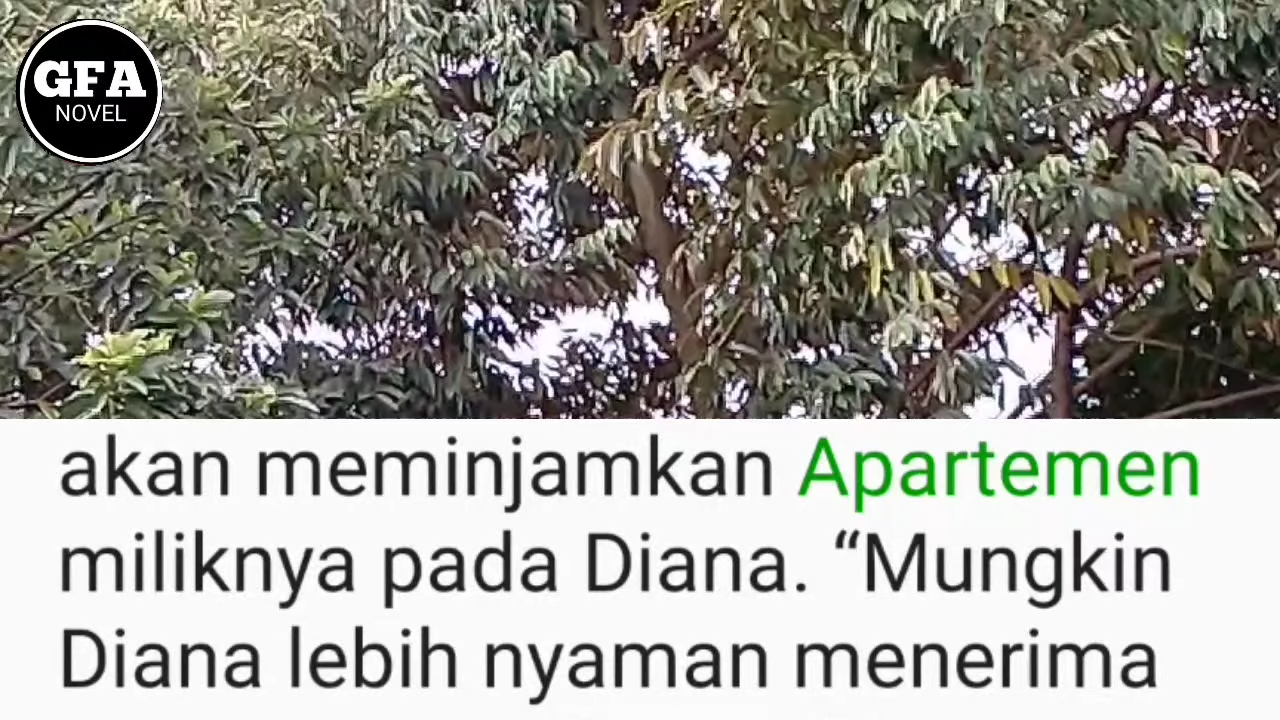 GFA
NOVEL
akan meminjamkan Apartemen
miliknya pada Diana. “Mungkin
Diana lebih nyaman menerima